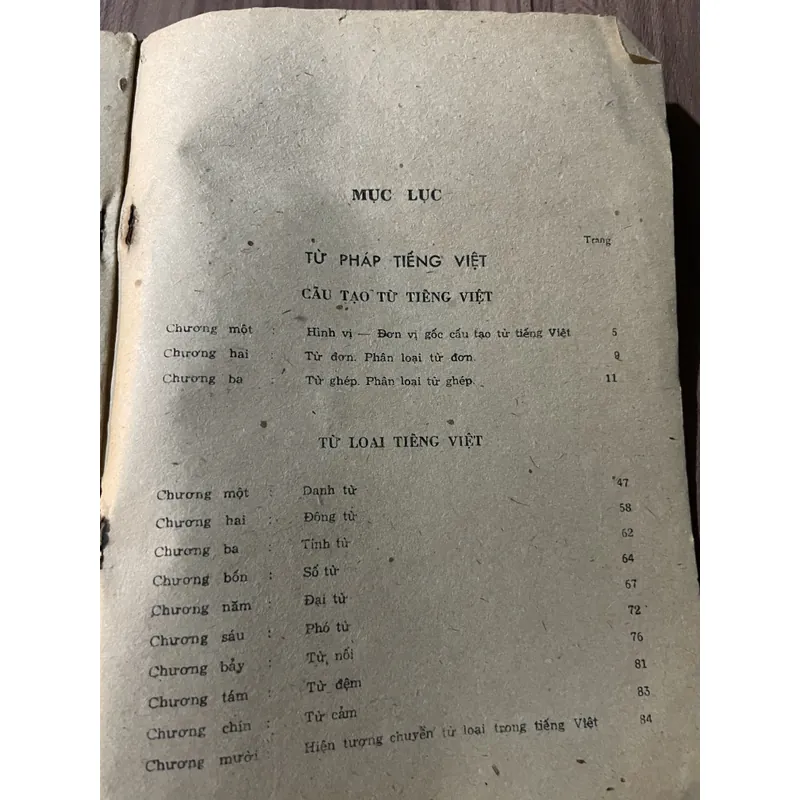 MỤC LỤC
Trang
TỪ PHÁP TIẾNG VIỆT
CẤU TẠO TỪ TIẾNG VIỆT
Chương một : Hình vị — Đơn vị gốc cấu tạo từ tiếng Việt 5
Chương hai : Từ đơn. Phân loại từ đơn. 9
Chương ba : Từ ghép. Phân loại từ ghép. 11
TỪ LOẠI TIẾNG VIỆT
Chương một : Danh từ 47
Chương hai : Động từ 58
Chương ba : Tính từ 62
Chương bốn : Số từ 64
Chương năm : Đại từ 67
Chương sáu : Phó từ 72
Chương bảy : Từ nối 76
Chương tám : Từ đệm 81
Chương chín : Từ cảm 83
Chương mười : Hiện tượng chuyển từ loại trong tiếng Việt 84